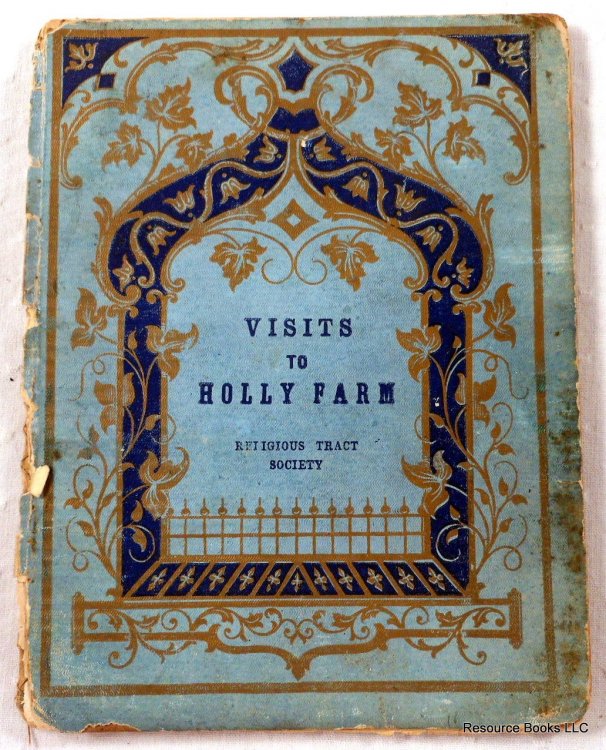 VISITS
TO
HOLLY FARM
RELIGIOUS TRACT
SOCIETY
Resource Books LLC